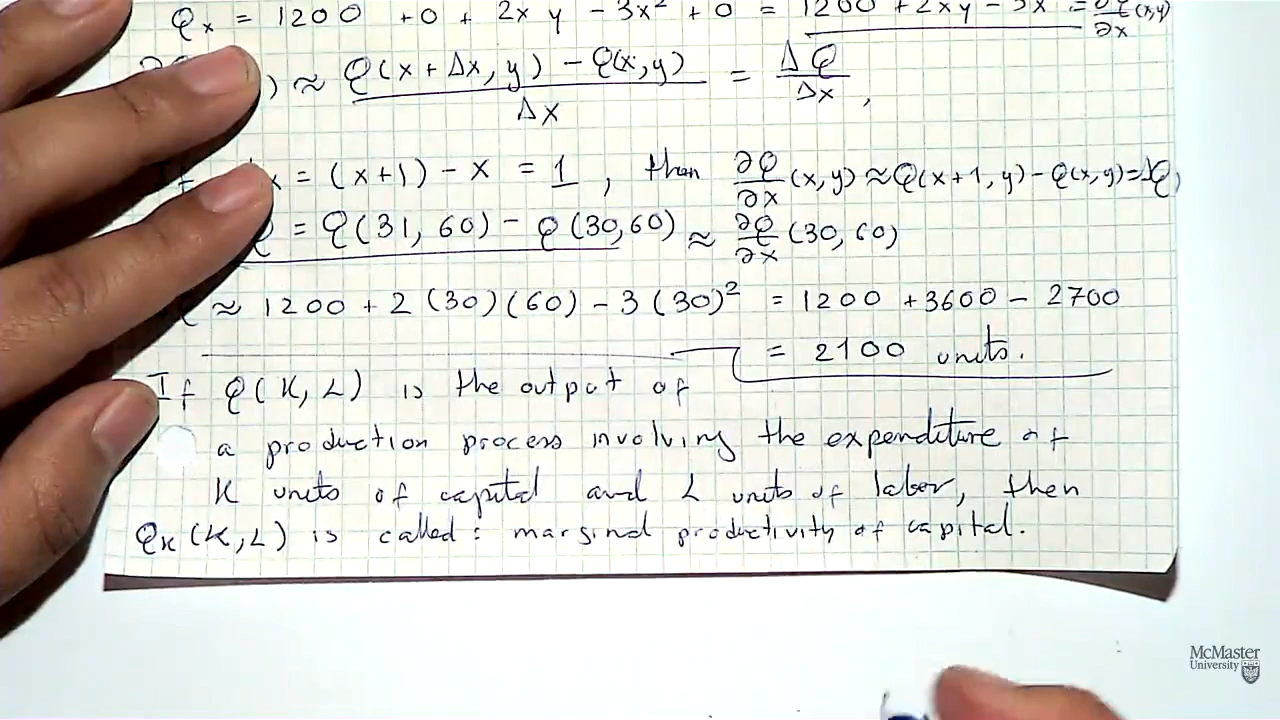 Qx = 1200 + 0 + 2xy - 3x² + 0 = 1200 + 2xy - 3x² = ∂Q/∂x (x,y)
) ≈ Q(x + Δx, y) - Q(x, y) / Δx = ΔQ/Δx ,
If x = (x+1) - x = 1 , then ∂Q/∂x (x, y) ≈ Q(x+1, y) - Q(x, y) = ΔQ,
Q = Q(31, 60) - Q(30, 60) ≈ ∂Q/∂x (30, 60)
≈ 1200 + 2 (30)(60) - 3 (30)² = 1200 + 3600 - 2700
= 2100 units.
If Q(K, L) is the output of
a production process involving the expenditure of
K units of capital and L units of labor, then
QK (K, L) is called : marginal productivity of capital.
McMaster
University